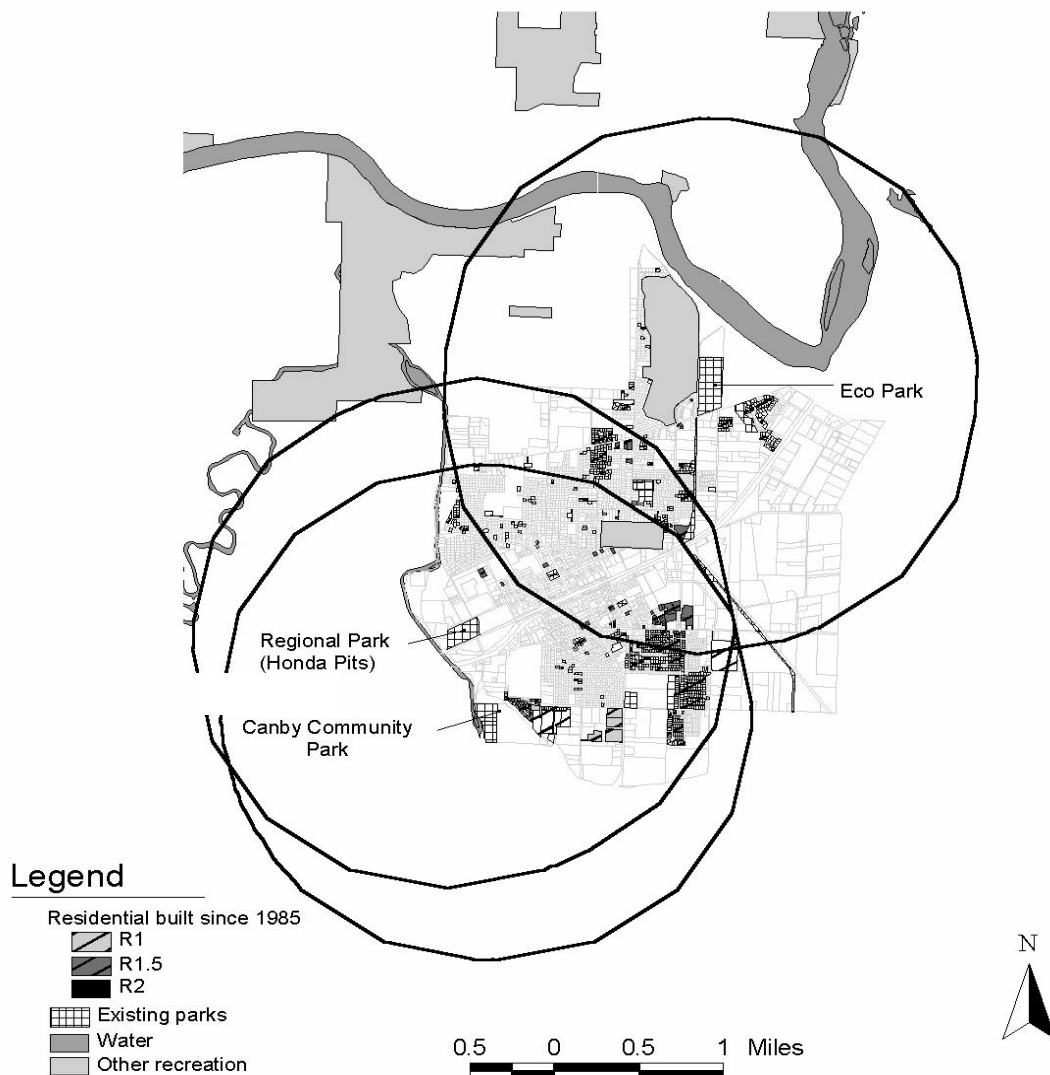 Eco Park
Regional Park
(Honda Pits)
Canby Community
Park
Legend
Residential built since 1985
R1
R1.5
R2
Existing parks
Water
Other recreation
N
0.5 0 0.5 1 Miles